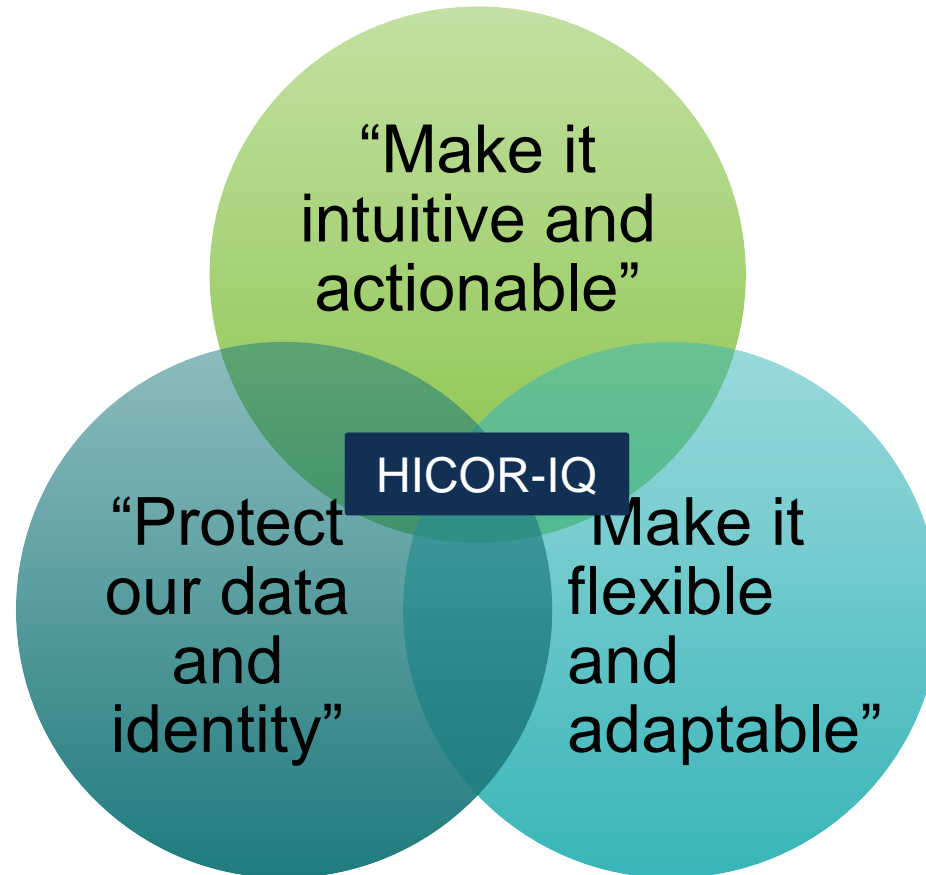 “Make it
intuitive and
actionable”
HICOR-IQ
“Protect
our data
and
identity”
Make it
flexible
and
adaptable”